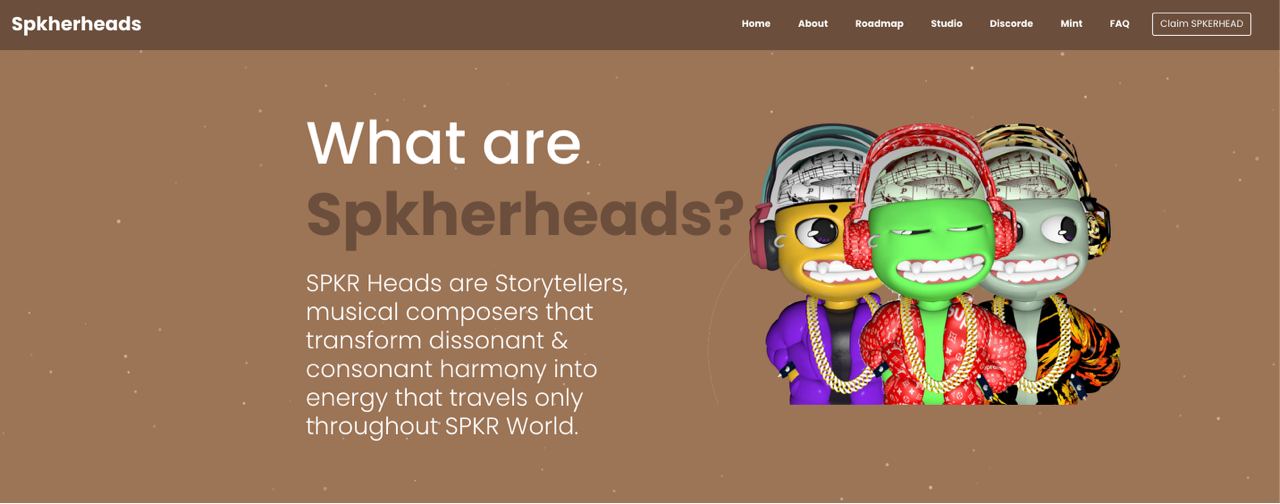 Spkherheads
Home About Roadmap Studio Discorde Mint FAQ Claim SPKERHEAD
What are
Spkherheads?
SPKR Heads are Storytellers,
musical composers that
transform dissonant &
consonant harmony into
energy that travels only
throughout SPKR World.